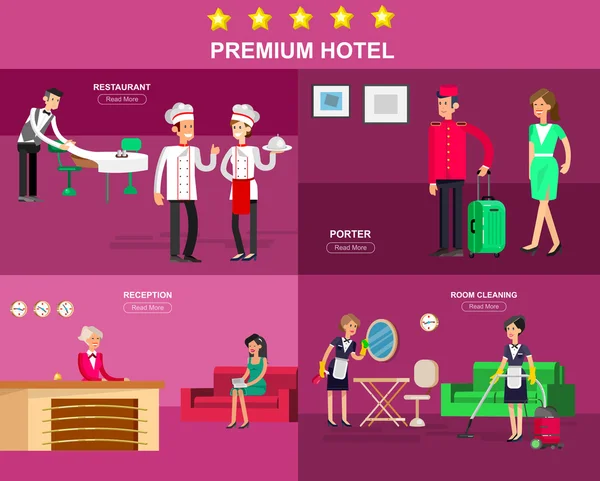 PREMIUM HOTEL
RESTAURANT
Read More
PORTER
Read More
RECEPTION
Read More
ROOM CLEANING
Read More